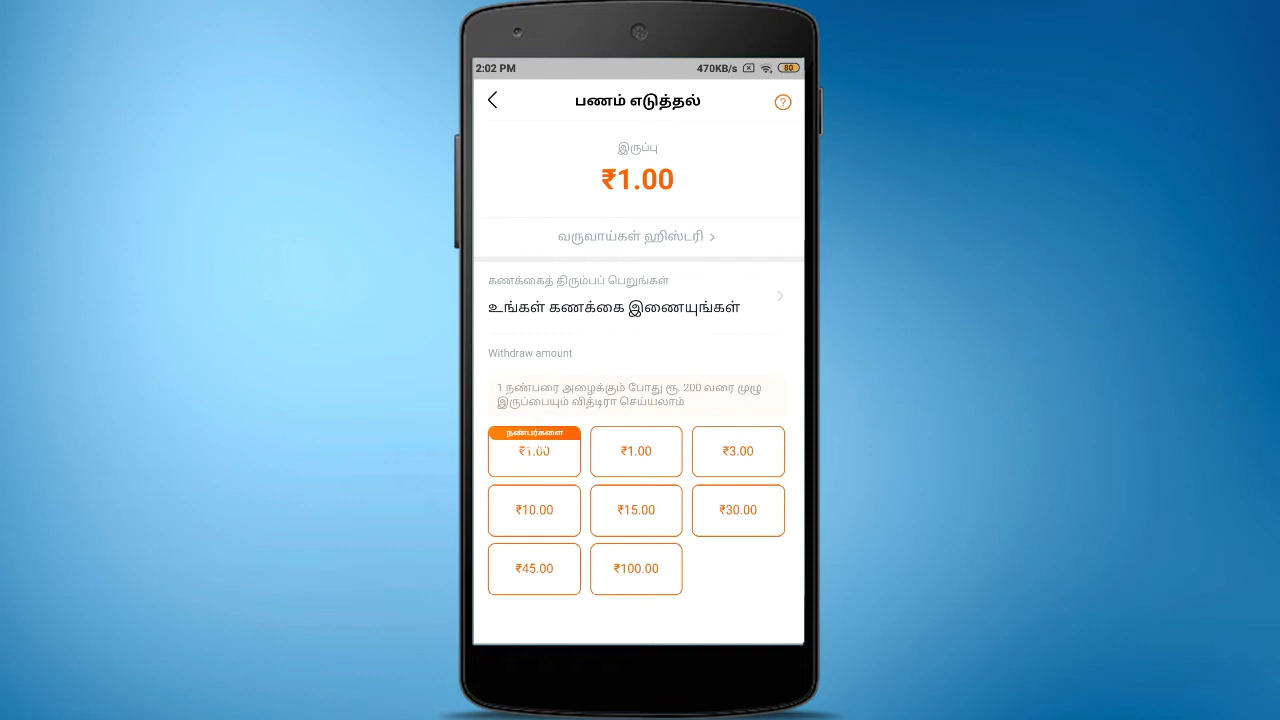 2:02 PM 470KB/s 80
பணம் எடுத்தல் ?
இருப்பு
₹1.00
வருவாய்கள் ஹிஸ்டரி >
கணக்கைத் திரும்பப் பெறுங்கள்
உங்கள் கணக்கை இணையுங்கள்
Withdraw amount
1 நண்பரை அழைக்கும் போது ரூ. 200 வரை முழு
இருப்பையும் வித்டிரா செய்யலாம்
நண்பர்களை
₹1.00 ₹1.00 ₹3.00
₹10.00 ₹15.00 ₹30.00
₹45.00 ₹100.00